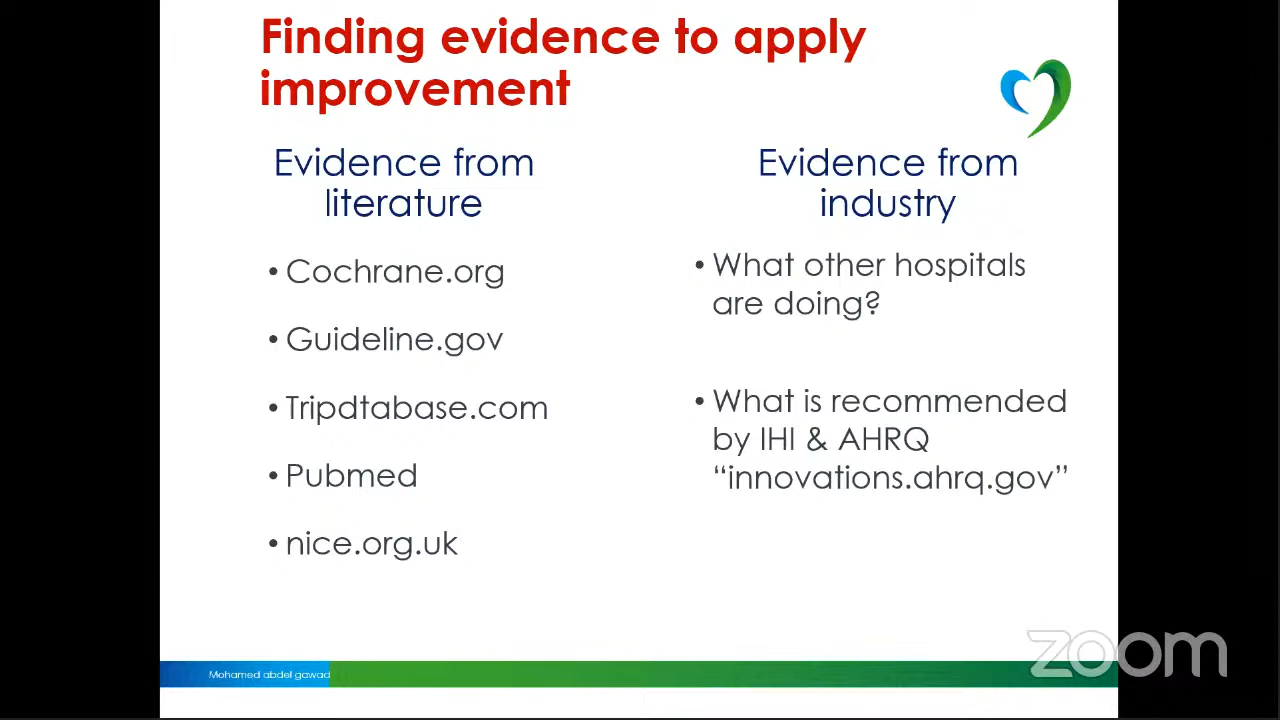 Finding evidence to apply
improvement
Evidence from
literature
• Cochrane.org
• Guideline.gov
• Tripdtabase.com
• Pubmed
• nice.org.uk
Evidence from
industry
• What other hospitals
are doing?
• What is recommended
by IHI & AHRQ
“innovations.ahrq.gov”
Mohamed abdel gawad
zoom